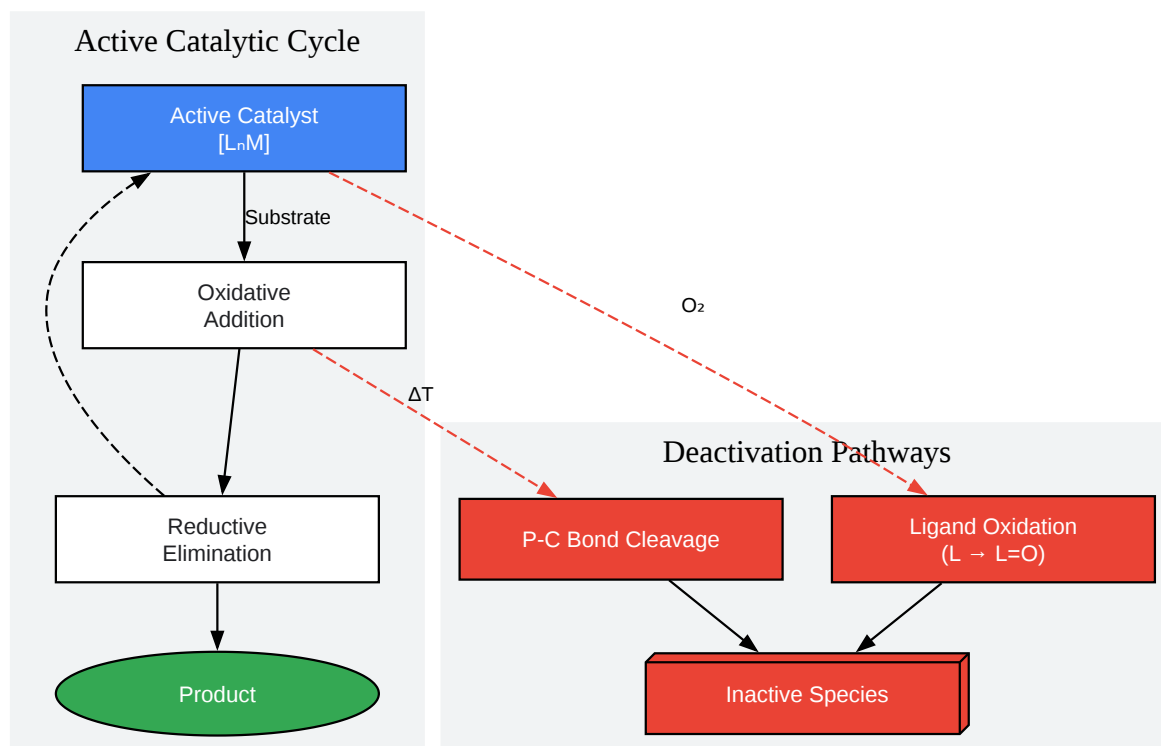 Active Catalytic Cycle
Active Catalyst
[LₙM]
Substrate
Oxidative
Addition
O₂
ΔT
Deactivation Pathways
Reductive
Elimination
P-C Bond Cleavage
Ligand Oxidation
(L → L=O)
Product
Inactive Species